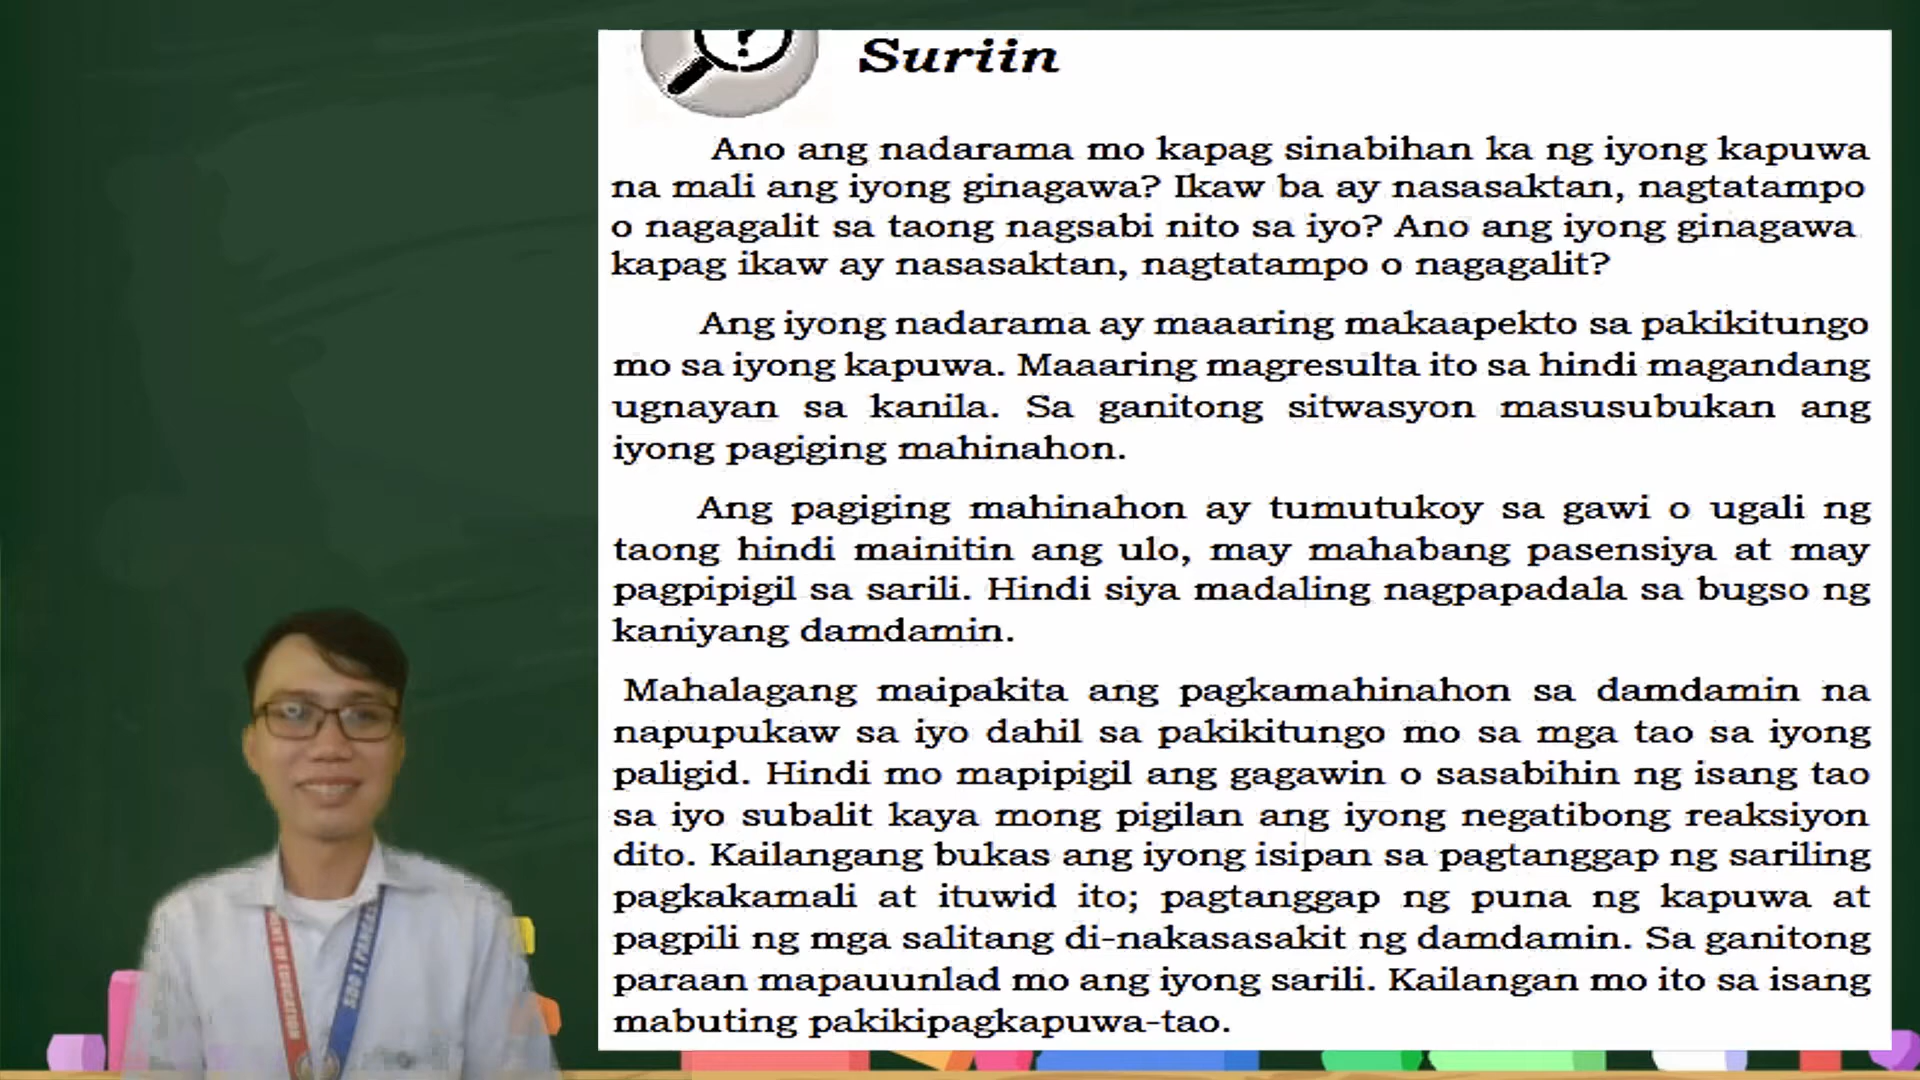 ?
Suriin
Ano ang nadarama mo kapag sinabihan ka ng iyong kapuwa
na mali ang iyong ginagawa? Ikaw ba ay nasasaktan, nagtatampo
o nagagalit sa taong nagsabi nito sa iyo? Ano ang iyong ginagawa
kapag ikaw ay nasasaktan, nagtatampo o nagagalit?
Ang iyong nadarama ay maaaring makaapekto sa pakikitungo
mo sa iyong kapuwa. Maaaring magresulta ito sa hindi magandang
ugnayan sa kanila. Sa ganitong sitwasyon masusubukan ang
iyong pagiging mahinahon.
Ang pagiging mahinahon ay tumutukoy sa gawi o ugali ng
taong hindi mainitin ang ulo, may mahabang pasensiya at may
pagpipigil sa sarili. Hindi siya madaling nagpapadala sa bugso ng
kaniyang damdamin.
Mahalagang maipakita ang pagkamahinahon sa damdamin na
napupukaw sa iyo dahil sa pakikitungo mo sa mga tao sa iyong
paligid. Hindi mo mapipigil ang gagawin o sasabihin ng isang tao
sa iyo subalit kaya mong pigilan ang iyong negatibong reaksiyon
dito. Kailangang bukas ang iyong isipan sa pagtanggap ng sariling
pagkakamali at ituwid ito; pagtanggap ng puna ng kapuwa at
pagpili ng mga salitang di-nakasasakit ng damdamin. Sa ganitong
paraan mapauunlad mo ang iyong sarili. Kailangan mo ito sa isang
mabuting pakikipagkapuwa-tao.
OF EDUCATION
SDO 1 PANGASI